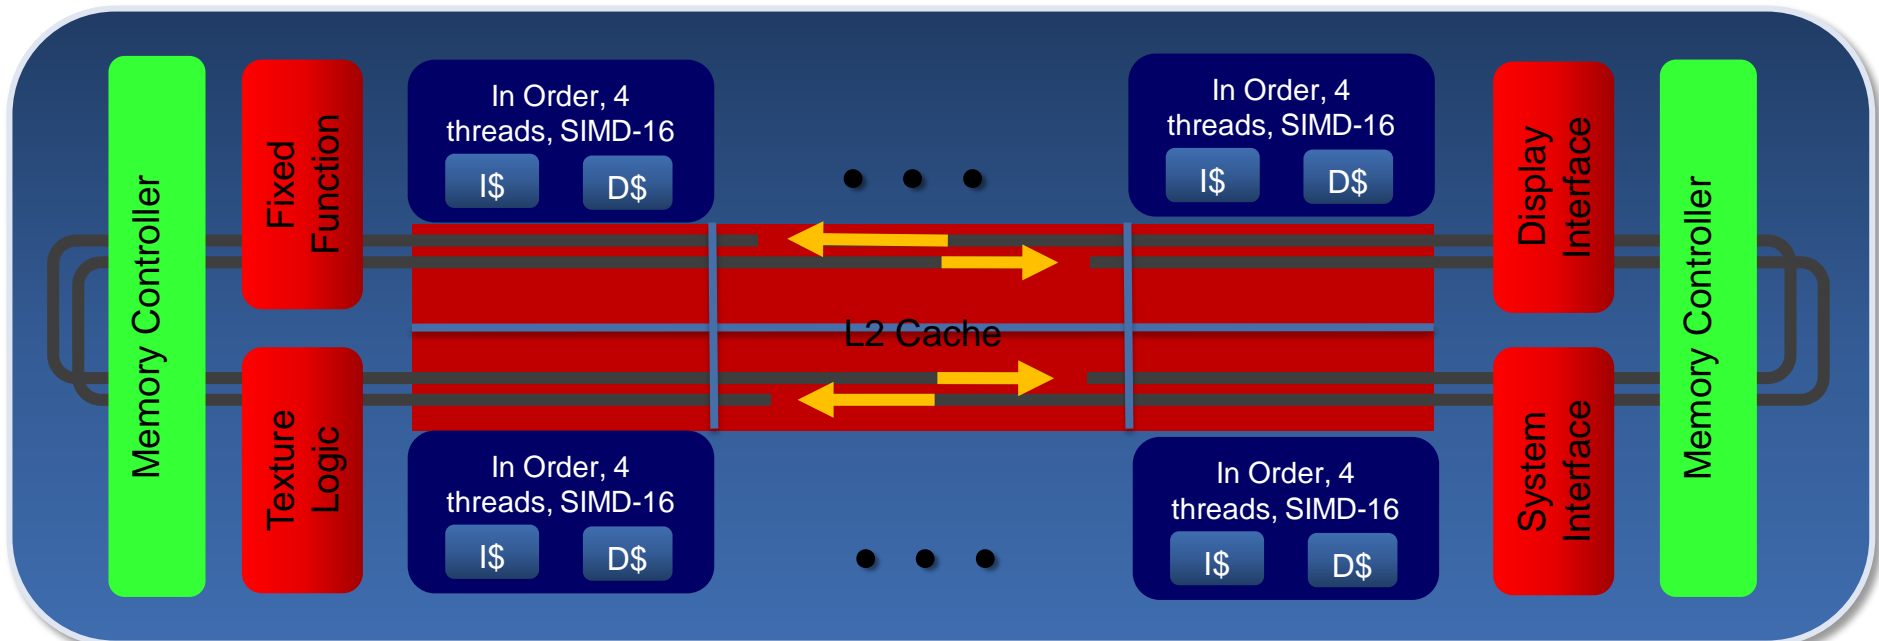 Memory Controller
Fixed
Function
In Order, 4
threads, SIMD-16
I$ D$
In Order, 4
threads, SIMD-16
I$ D$
Display
Interface
Memory Controller
L2 Cache
Texture
Logic
In Order, 4
threads, SIMD-16
I$ D$
In Order, 4
threads, SIMD-16
I$ D$
System
Interface